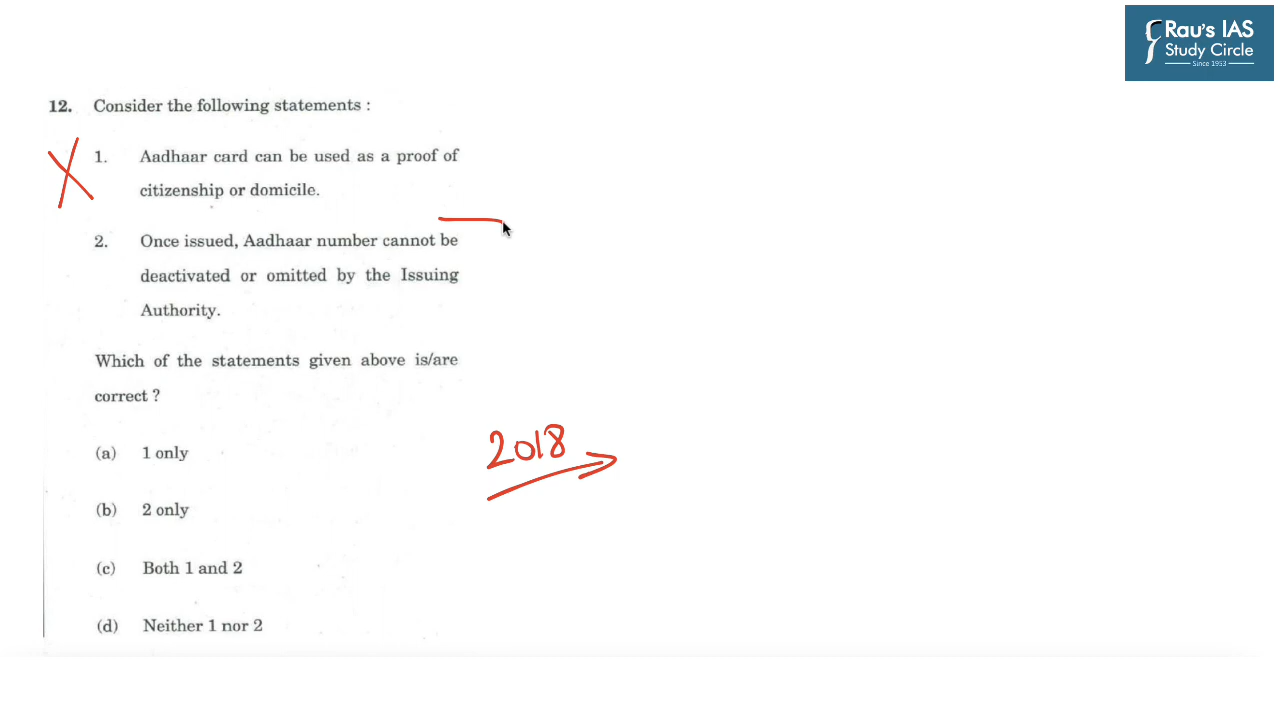 Rau's IAS
Study Circle
Since 1953
12. Consider the following statements :
1. Aadhaar card can be used as a proof of
citizenship or domicile.
2. Once issued, Aadhaar number cannot be
deactivated or omitted by the Issuing
Authority.
Which of the statements given above is/are
correct ?
2018
(a) 1 only
(b) 2 only
(c) Both 1 and 2
(d) Neither 1 nor 2